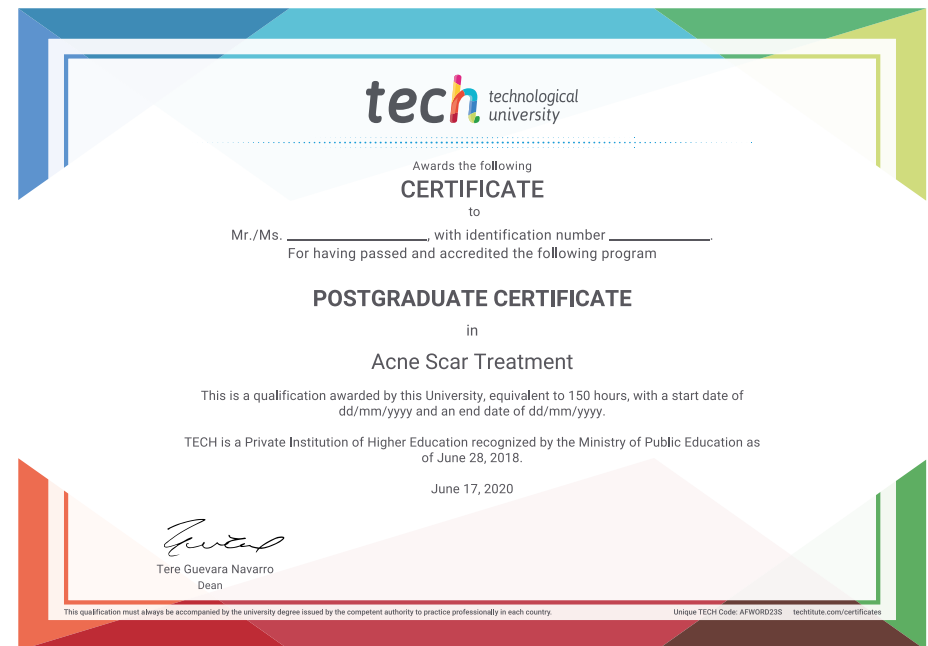 tech technological
university
Awards the following
CERTIFICATE
to
Mr./Ms. ____________________, with identification number ______________.
For having passed and accredited the following program
POSTGRADUATE CERTIFICATE
in
Acne Scar Treatment
This is a qualification awarded by this University, equivalent to 150 hours, with a start date of
dd/mm/yyyy and an end date of dd/mm/yyyy.
TECH is a Private Institution of Higher Education recognized by the Ministry of Public Education as
of June 28, 2018.
June 17, 2020
Tere Guevara Navarro
Dean
This qualification must always be accompanied by the university degree issued by the competent authority to practice professionally in each country.
Unique TECH Code: AFWORD23S techtitute.com/certificates